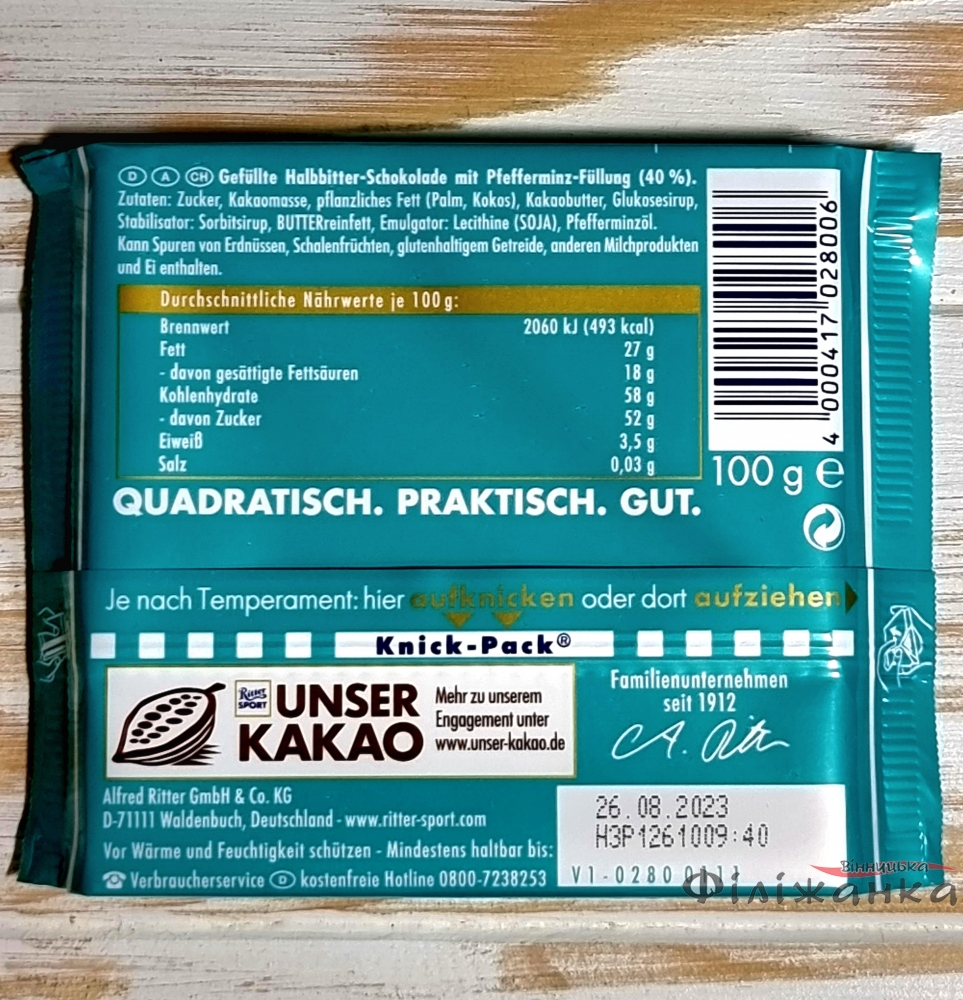 D A CH Gefüllte Halbbitter-Schokolade mit Pfefferminz-Füllung (40 %).
Zutaten: Zucker, Kakaomasse, pflanzliches Fett (Palm, Kokos), Kakaobutter, Glukosesirup,
Stabilisator: Sorbitsirup, BUTTERreinfett, Emulgator: Lecithine (SOJA), Pfefferminzöl.
Kann Spuren von Erdnüssen, Schalenfrüchten, glutenhaltigem Getreide, anderen Milchprodukten
und Ei enthalten.
Durchschnittliche Nährwerte je 100 g:
Brennwert 2060 kJ (493 kcal)
Fett 27 g
- davon gesättigte Fettsäuren 18 g
Kohlenhydrate 58 g
- davon Zucker 52 g
Eiweiß 3,5 g
Salz 0,03 g
4 000417 028006
100 g e
QUADRATISCH. PRAKTISCH. GUT.
Je nach Temperament: hier aufknicken oder dort aufziehen
Knick-Pack®
Ritter SPORT
UNSER
KAKAO
Mehr zu unserem
Engagement unter
www.unser-kakao.de
Familienunternehmen
seit 1912
A. Ritter
Alfred Ritter GmbH & Co. KG
D-71111 Waldenbuch, Deutschland - www.ritter-sport.com
Vor Wärme und Feuchtigkeit schützen - Mindestens haltbar bis:
Verbraucherservice D kostenfreie Hotline 0800-7238253
26.08.2023
H3P1261009:40
V1-0280
Вінницька
Філіжанка